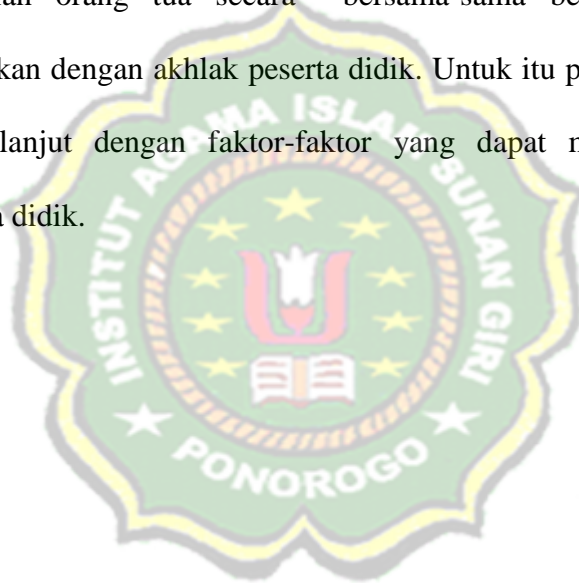 orang tua secara bersama-sama
dengan akhlak peserta didik. Untuk itu
lanjut dengan faktor-faktor yang dapat
didik.
INSTITUT AGAMA ISLAM SUNAN GIRI
PONOROGO